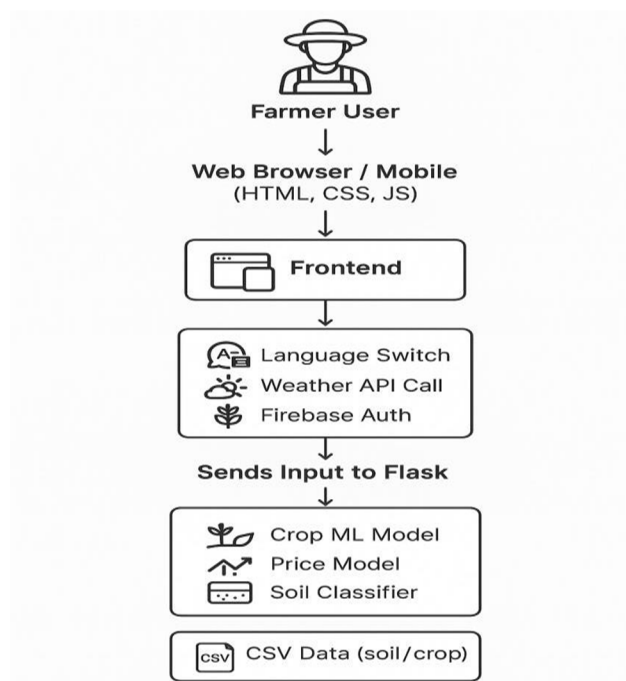 Farmer User
Web Browser / Mobile
(HTML, CSS, JS)
Frontend
A
Language Switch
Weather API Call
Firebase Auth
Sends Input to Flask
Crop ML Model
Price Model
Soil Classifier
CSV
CSV Data (soil/crop)